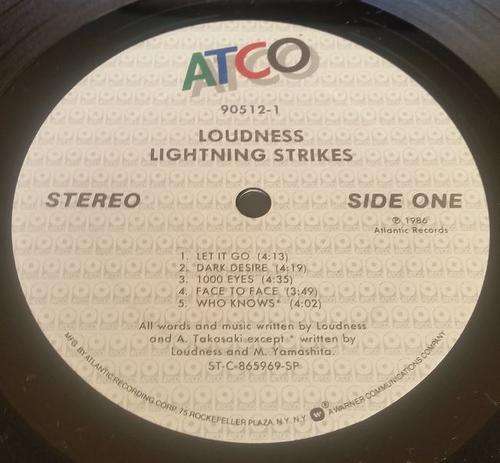 ATCO
90512-1
LOUDNESS
LIGHTNING STRIKES
STEREO
SIDE ONE
℗ 1986
Atlantic Records
1. LET IT GO (4:13)
2. DARK DESIRE (4:19)
3. 1000 EYES (4:35)
4. FACE TO FACE (3:49)
5. WHO KNOWS* (4:02)
All words and music written by Loudness
and A. Takasaki except * written by
Loudness and M. Yamashita.
ST-C-865969-SP
MFG. BY ATLANTIC RECORDING CORP. 75 ROCKEFELLER PLAZA, N.Y. N.Y. ® A WARNER COMMUNICATIONS COMPANY